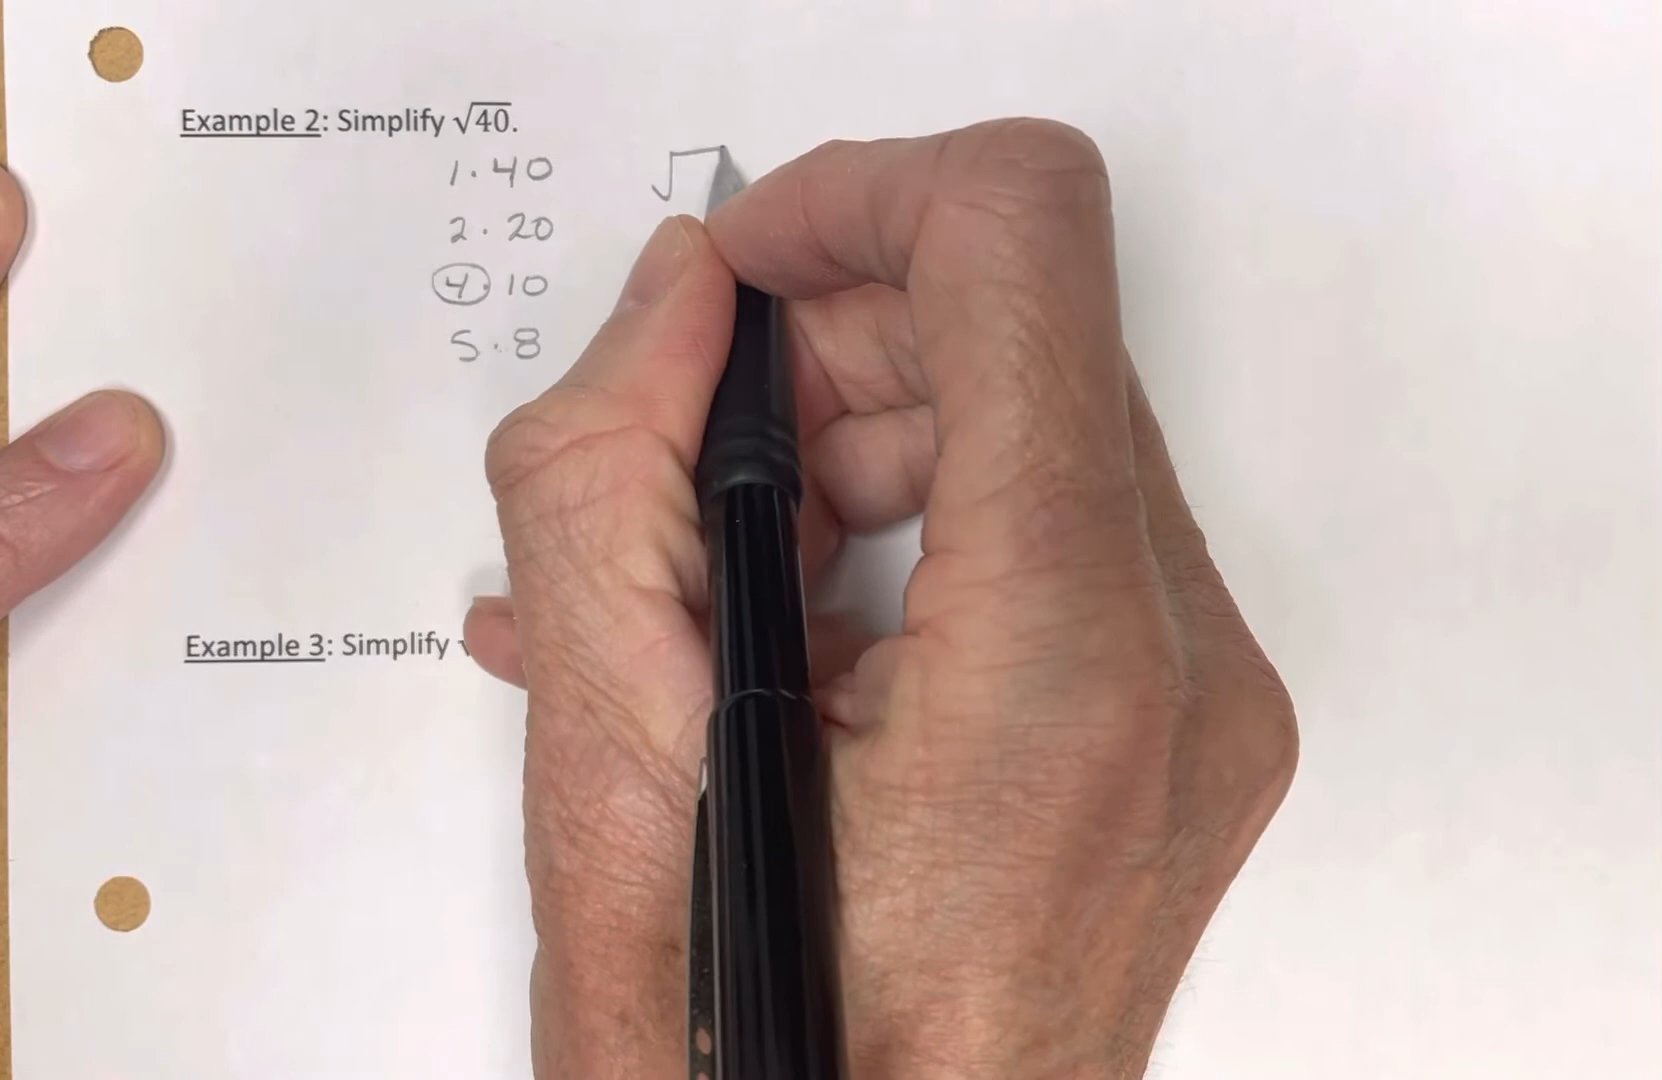 Example 2: Simplify √40.
1 · 40
2 · 20
4 · 10
5 · 8
√
Example 3: Simplify